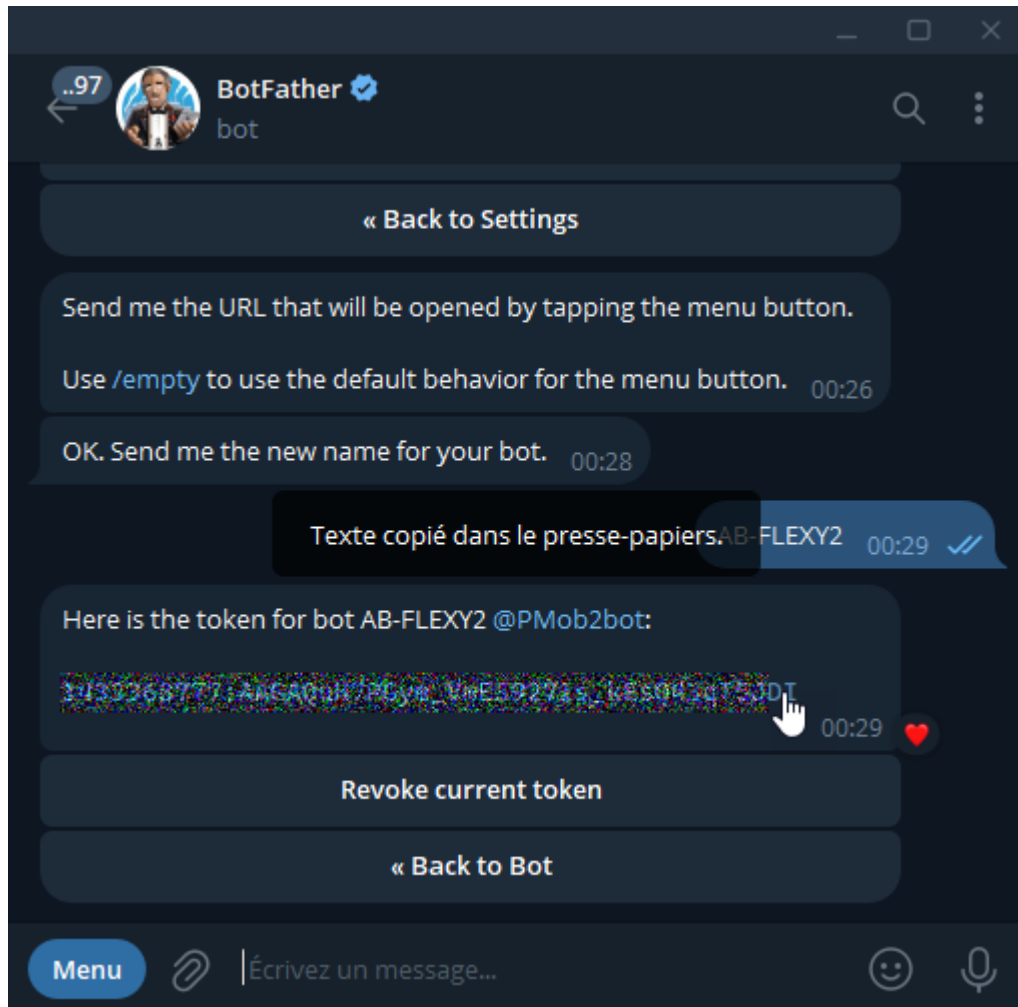 ..97
BotFather
bot
« Back to Settings
Send me the URL that will be opened by tapping the menu button.
Use /empty to use the default behavior for the menu button. 00:26
OK. Send me the new name for your bot. 00:28
Texte copié dans le presse-papiers.
AB-FLEXY2 00:29
Here is the token for bot AB-FLEXY2 @PMob2bot:
00:29
Revoke current token
« Back to Bot
Menu
Écrivez un message...